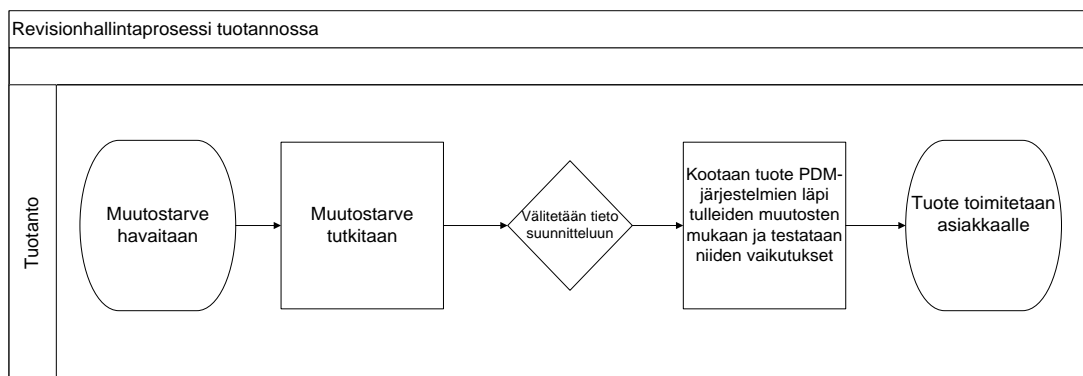 Revisionhallintaprosessi tuotannossa
Tuotanto
Muutostarve
havaitaan
Muutostarve
tutkitaan
Välitetään tieto
suunnitteluun
Kootaan tuote PDM-
järjestelmien läpi
tulleiden muutosten
mukaan ja testataan
niiden vaikutukset
Tuote toimitetaan
asiakkaalle